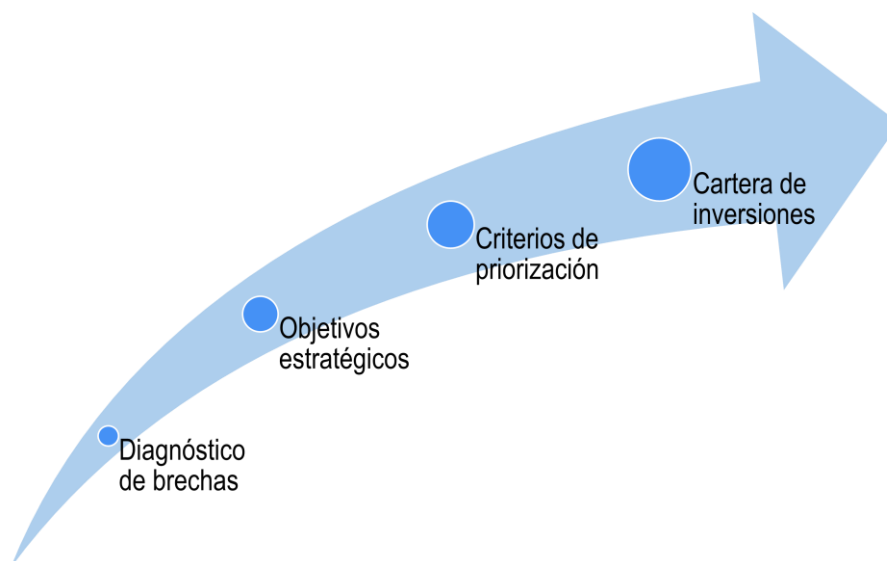 Diagnóstico
de brechas
Objetivos
estratégicos
Criterios de
priorización
Cartera de
inversiones